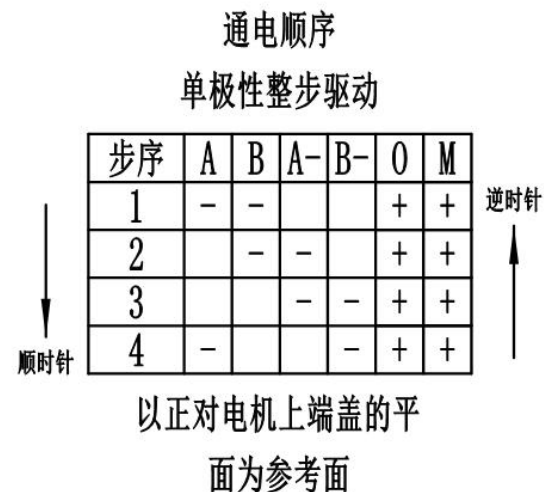 通电顺序
单极性整步驱动
步序 A B A- B- O M
1 - - + +
2 - - + +
3 - - + +
4 - - + +
顺时针
逆时针
以正对电机上端盖的平
面为参考面